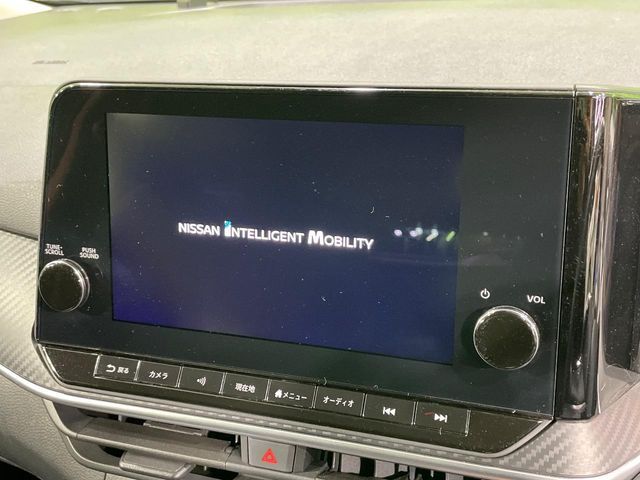 NISSAN INTELLIGENT MOBILITY
TUNE-
SCROLL
PUSH
SOUND
VOL
戻る
カメラ
現在地
メニュー
オーディオ